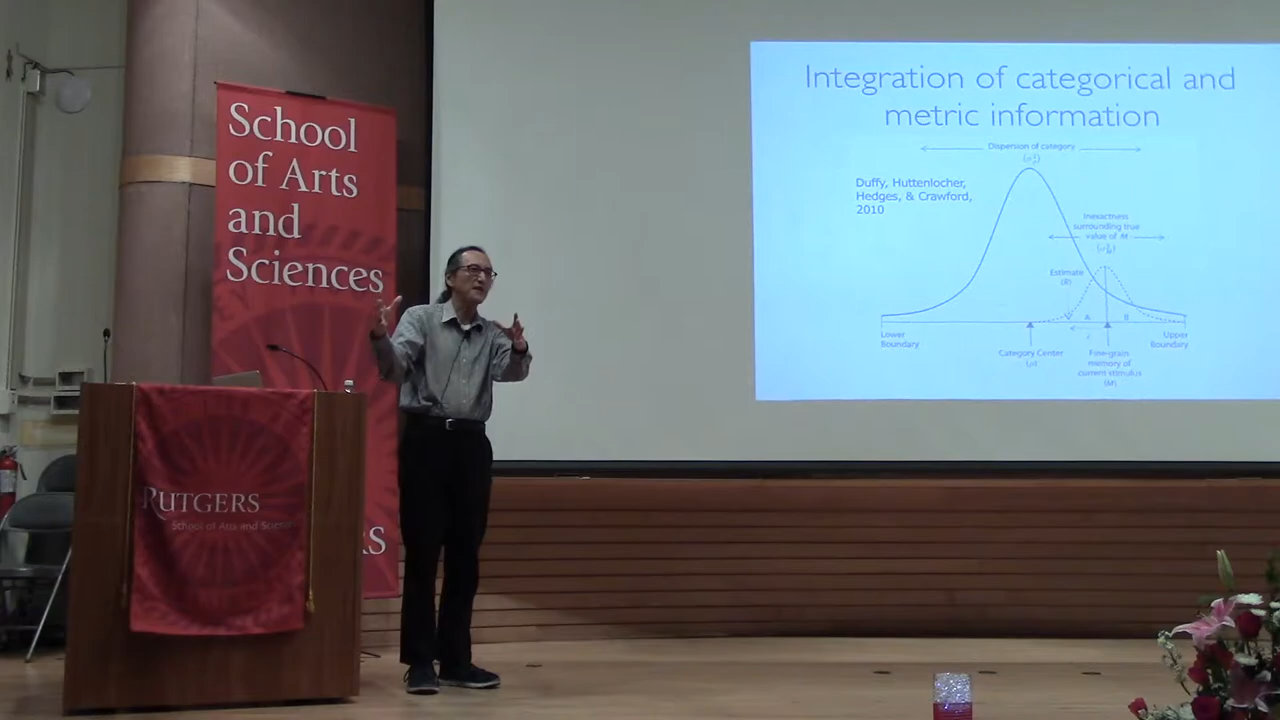 School
of Arts
and
Sciences
RUTGERS
School of Arts and Sciences
RS
Integration of categorical and
metric information
Dispersion of category
Duffy, Huttenlocher,
Hedges, & Crawford,
2010
Inexactness
surrounding true
value of M
Estimate
(R)
A
B
Lower
Boundary
Category Center
(μ)
Fine-grain
memory of
current stimulus
(M)
Upper
Boundary